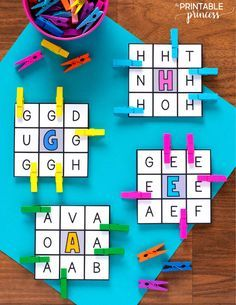 the PRINTABLE princess
H H T
N H H
H O H
G G D
U G G
G G G
G E E
E E H
A E F
A V A
O A A
A A B